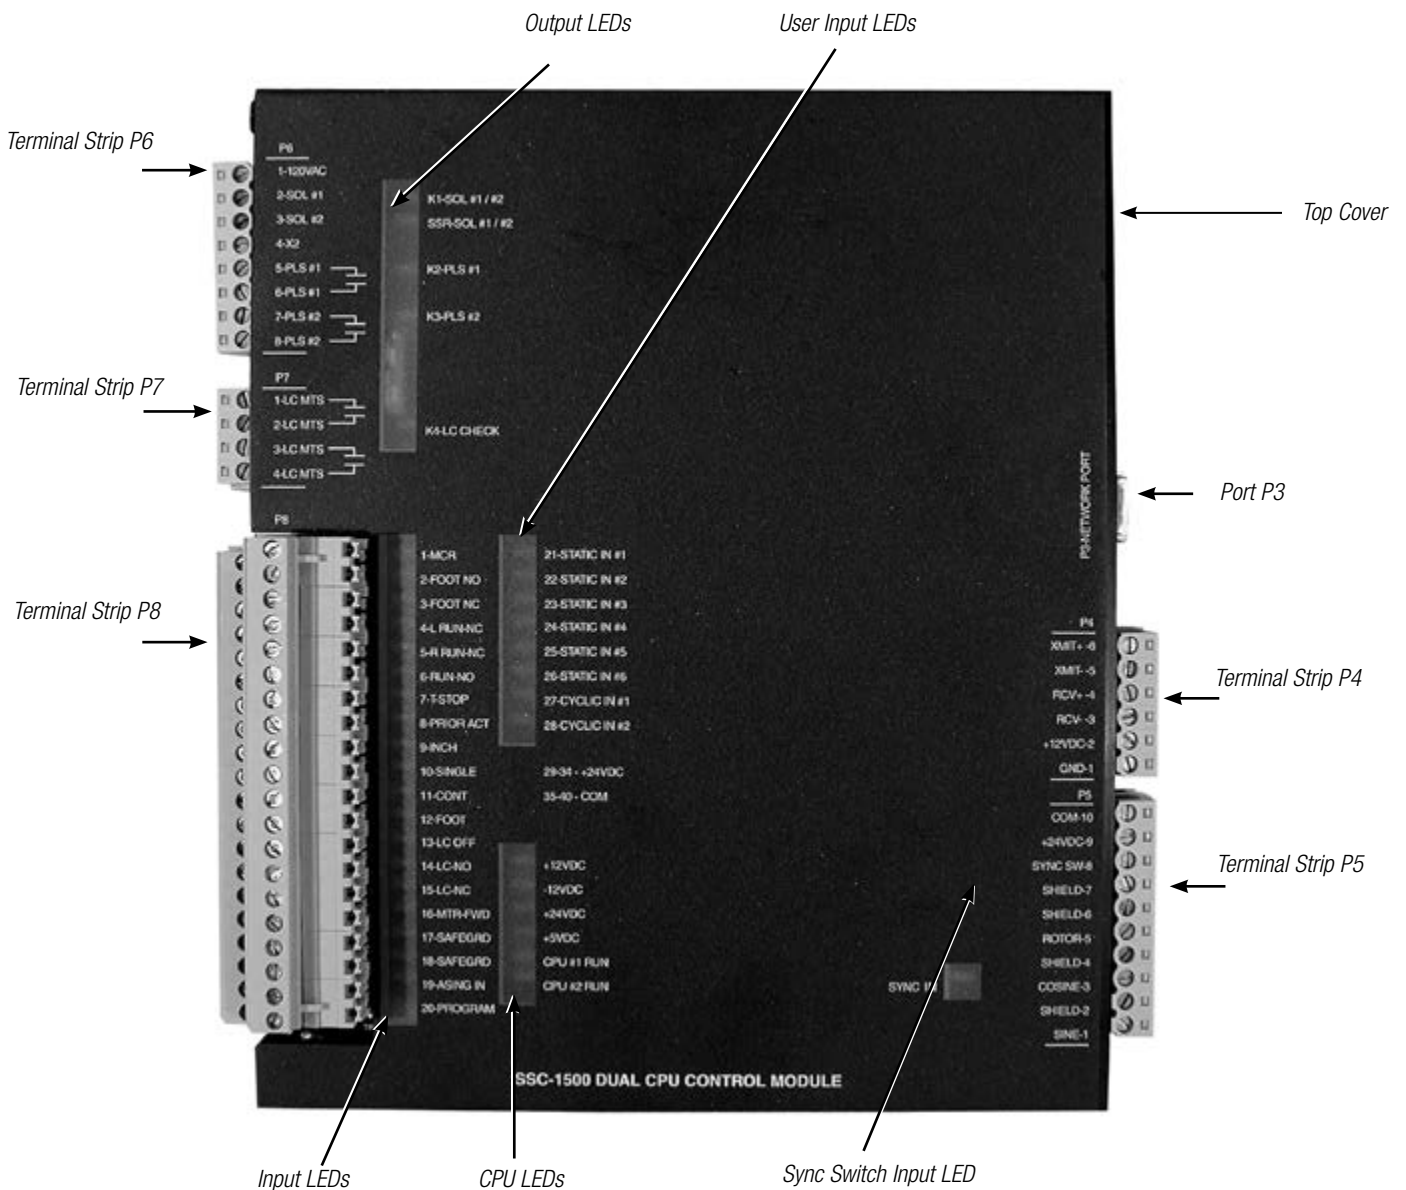 Output LEDs
User Input LEDs
Terminal Strip P6
P6
1-120VAC
2-SOL #1
3-SOL #2
4-X2
5-PLS #1
6-PLS #1
7-PLS #2
8-PLS #2
K1-SOL #1 / #2
SSR-SOL #1 / #2
K2-PLS #1
K3-PLS #2
K4-LC CHECK
Top Cover
Terminal Strip P7
P7
1-LC MTS
2-LC MTS
3-LC MTS
4-LC MTS
P3-NETWORK PORT
Port P3
Terminal Strip P8
P8
1-MCR
2-FOOT NO
3-FOOT NC
4-L RUN-NC
5-R RUN-NC
6-RUN-NO
7-T-STOP
8-PRIOR ACT
9-INCH
10-SINGLE
11-CONT
12-FOOT
13-LC OFF
14-LC-NO
15-LC-NC
16-MTR-FWD
17-SAFEGRD
18-SAFEGRD
19-ASING IN
20-PROGRAM
21-STATIC IN #1
22-STATIC IN #2
23-STATIC IN #3
24-STATIC IN #4
25-STATIC IN #5
26-STATIC IN #6
27-CYCLIC IN #1
28-CYCLIC IN #2
29-34 - +24VDC
35-40 - COM
+12VDC
-12VDC
+24VDC
+5VDC
CPU #1 RUN
CPU #2 RUN
P4
XMIT+ -6
XMIT- -5
RCV+ -4
RCV- -3
+12VDC-2
GND-1
Terminal Strip P4
P5
COM-10
+24VDC-9
SYNC SW-8
SHIELD-7
SHIELD-6
ROTOR-5
SHIELD-4
COSINE-3
SHIELD-2
SINE-1
Terminal Strip P5
SYNC IN
SSC-1500 DUAL CPU CONTROL MODULE
Input LEDs
CPU LEDs
Sync Switch Input LED